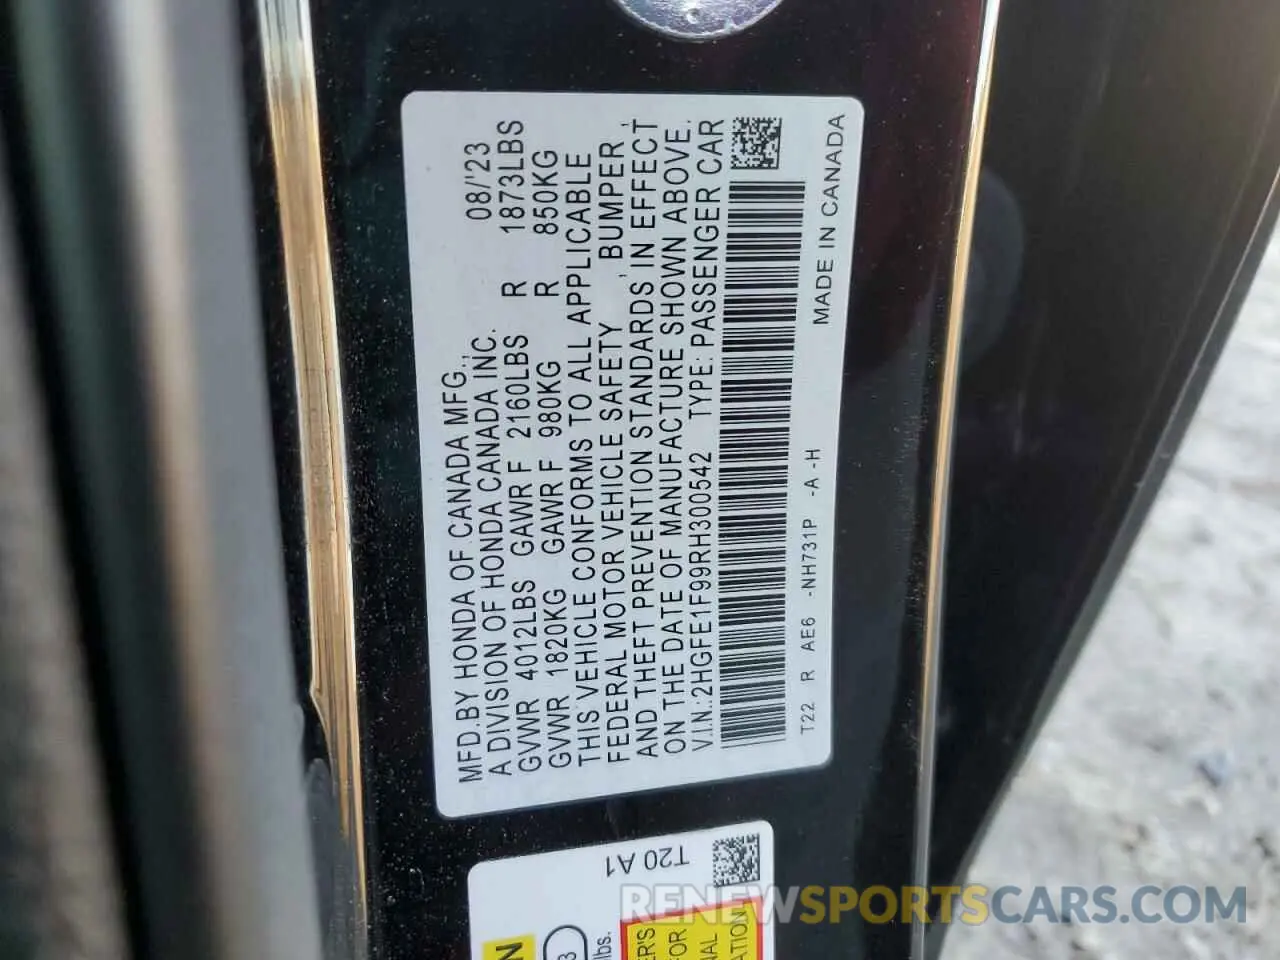 MFD.BY HONDA OF CANADA MFG.,
A DIVISION OF HONDA CANADA INC. 08/'23
GVWR 4012LBS GAWR F 2160LBS R 1873LBS
GVWR 1820KG GAWR F 980KG R 850KG
THIS VEHICLE CONFORMS TO ALL APPLICABLE
FEDERAL MOTOR VEHICLE SAFETY, BUMPER,
AND THEFT PREVENTION STANDARDS IN EFFECT
ON THE DATE OF MANUFACTURE SHOWN ABOVE.
V.I.N.:2HGFE1F99RH300542 TYPE: PASSENGER CAR
T22 R AE6 -NH731P -A -H MADE IN CANADA
T20 A1
lbs.
FOR
RENEWSPORTSCARS.COM